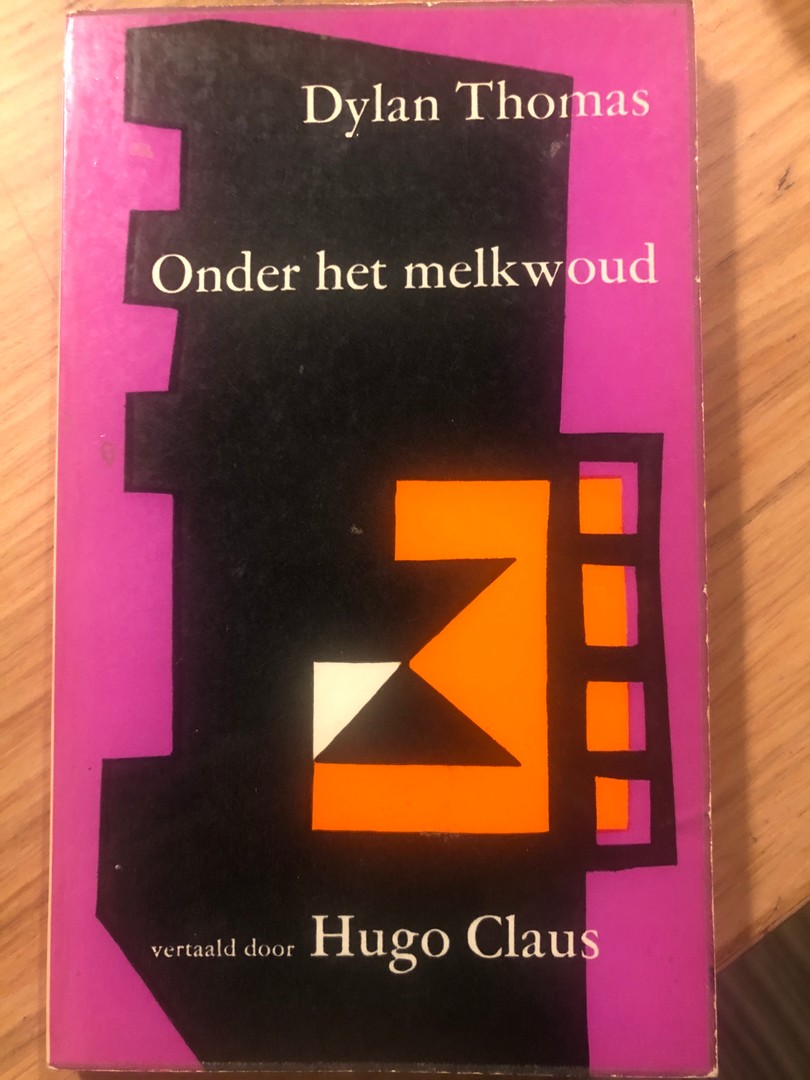 Dylan Thomas
Onder het melkwoud
vertaald door Hugo Claus